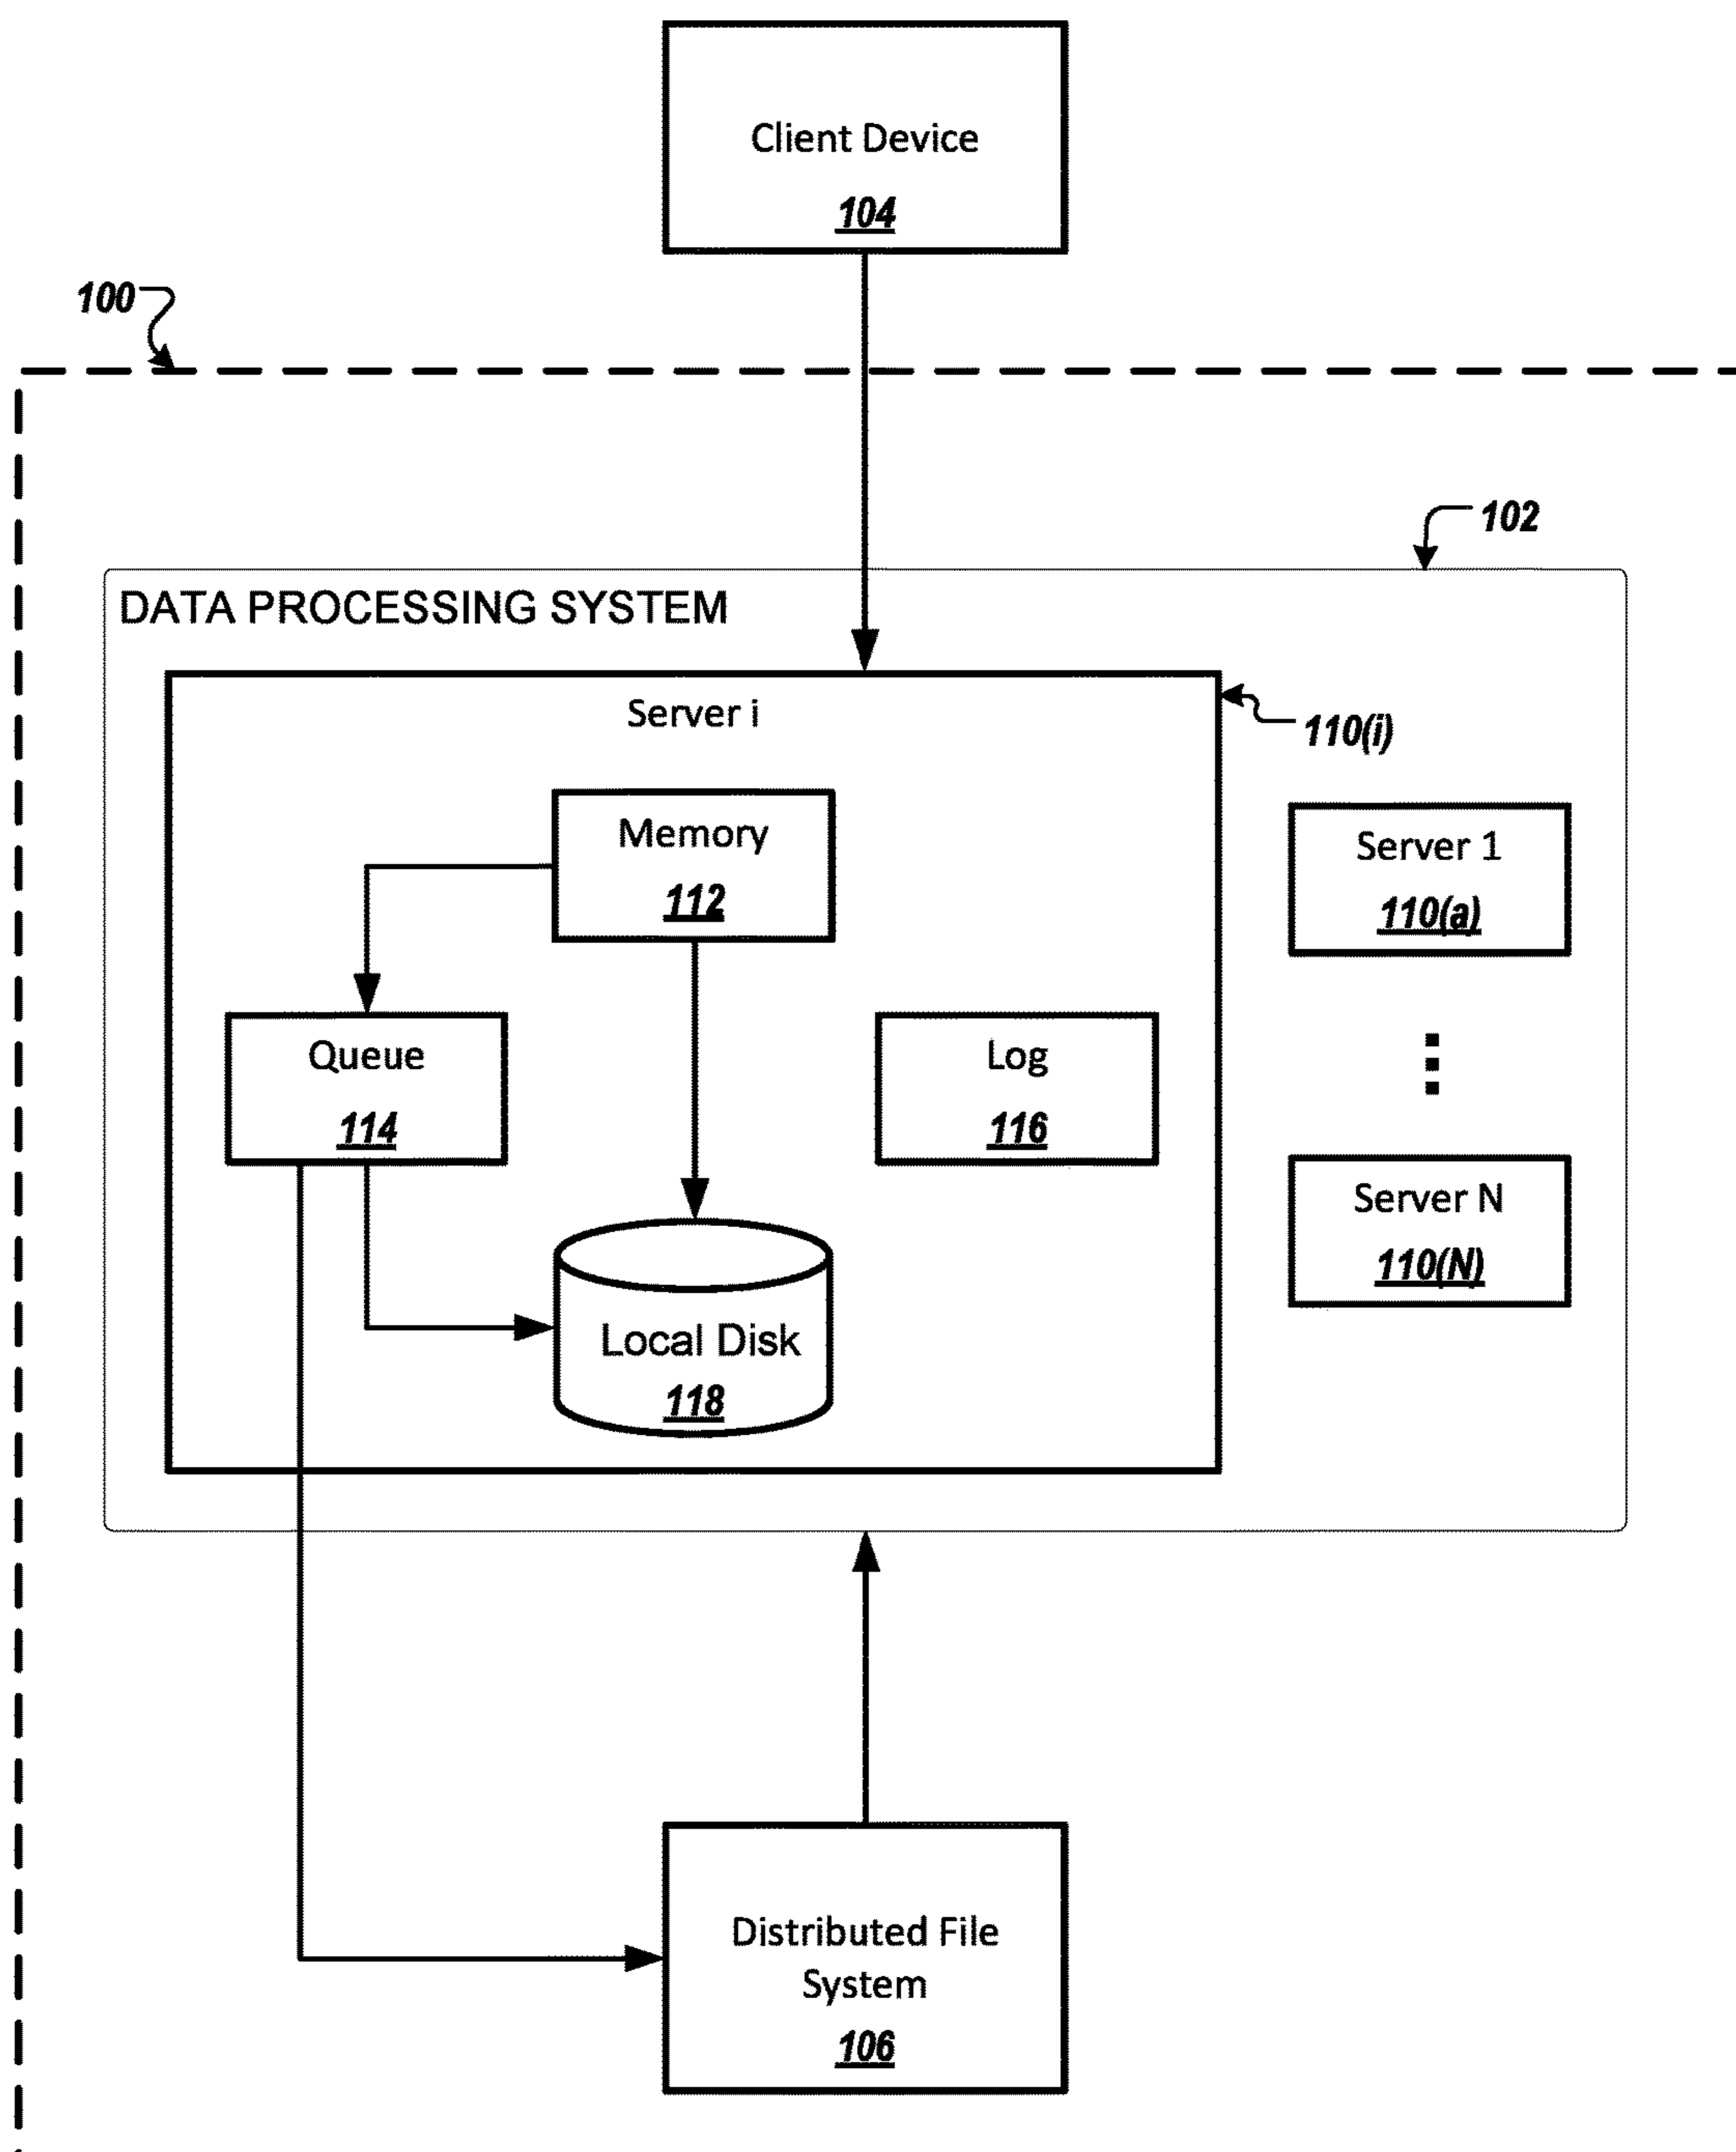 Client Device
104
100
102
DATA PROCESSING SYSTEM
Server i
110(i)
Memory
112
Server 1
110(a)
Queue
114
Log
116
Server N
110(N)
Local Disk
118
Distributed File
System
106